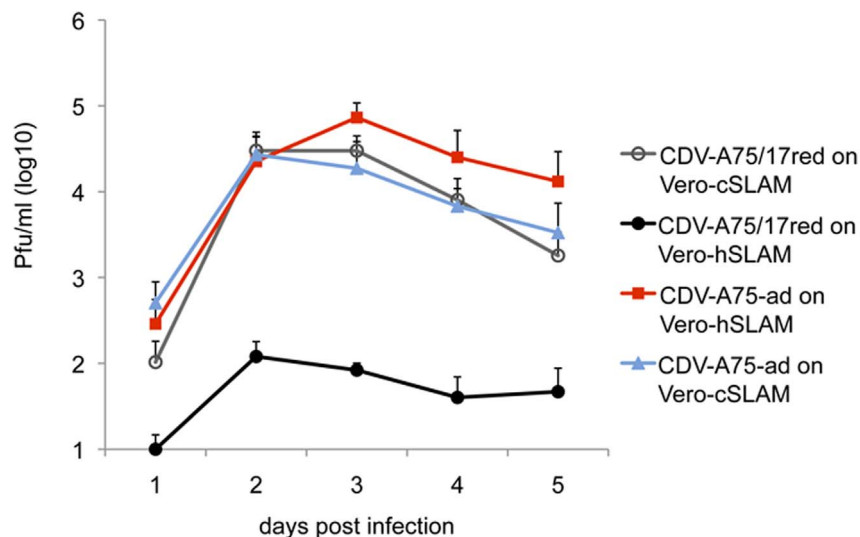 6
5
4
3
2
1
Pfu/ml (log10)
1 2 3 4 5
days post infection
CDV-A75/17red on
Vero-cSLAM
CDV-A75/17red on
Vero-hSLAM
CDV-A75-ad on
Vero-hSLAM
CDV-A75-ad on
Vero-cSLAM